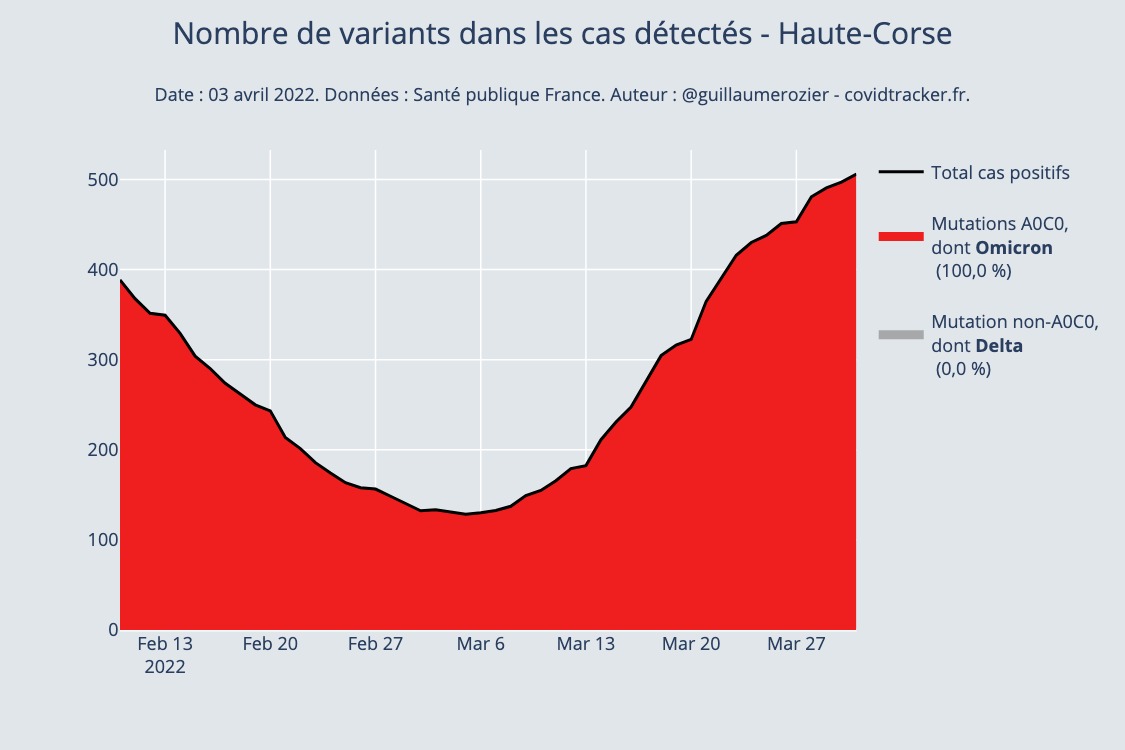 Nombre de variants dans les cas détectés - Haute-Corse
Date : 03 avril 2022. Données : Santé publique France. Auteur : @guillaumerozier - covidtracker.fr.
500
400
300
200
100
0
Feb 13
2022
Feb 20
Feb 27
Mar 6
Mar 13
Mar 20
Mar 27
Total cas positifs
Mutations A0C0,
dont Omicron
(100,0 %)
Mutation non-A0C0,
dont Delta
(0,0 %)